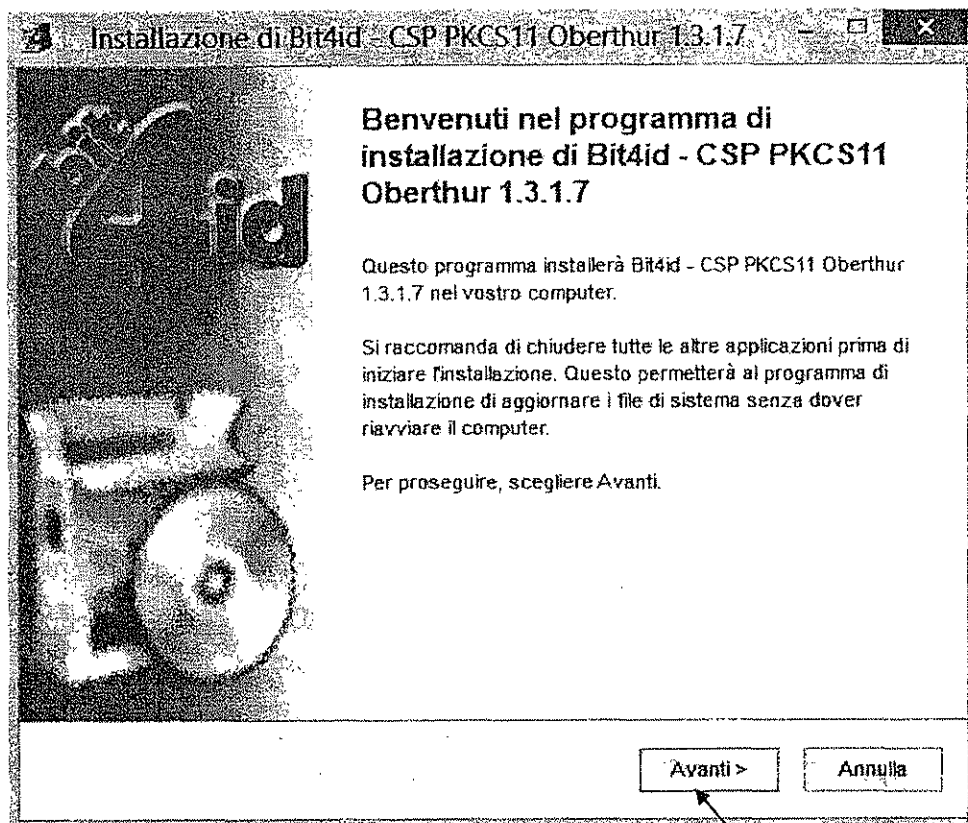 Installazione di Bit4id - CSP PKCS11 Oberthur 1.3.1.7
Benvenuti nel programma di
installazione di Bit4id - CSP PKCS11
Oberthur 1.3.1.7
Questo programma installerà Bit4id - CSP PKCS11 Oberthur
1.3.1.7 nel vostro computer.
Si raccomanda di chiudere tutte le altre applicazioni prima di
iniziare l'installazione. Questo permetterà al programma di
installazione di aggiornare i file di sistema senza dover
riavviare il computer.
Per proseguire, scegliere Avanti.
id
Avanti >
Annulla